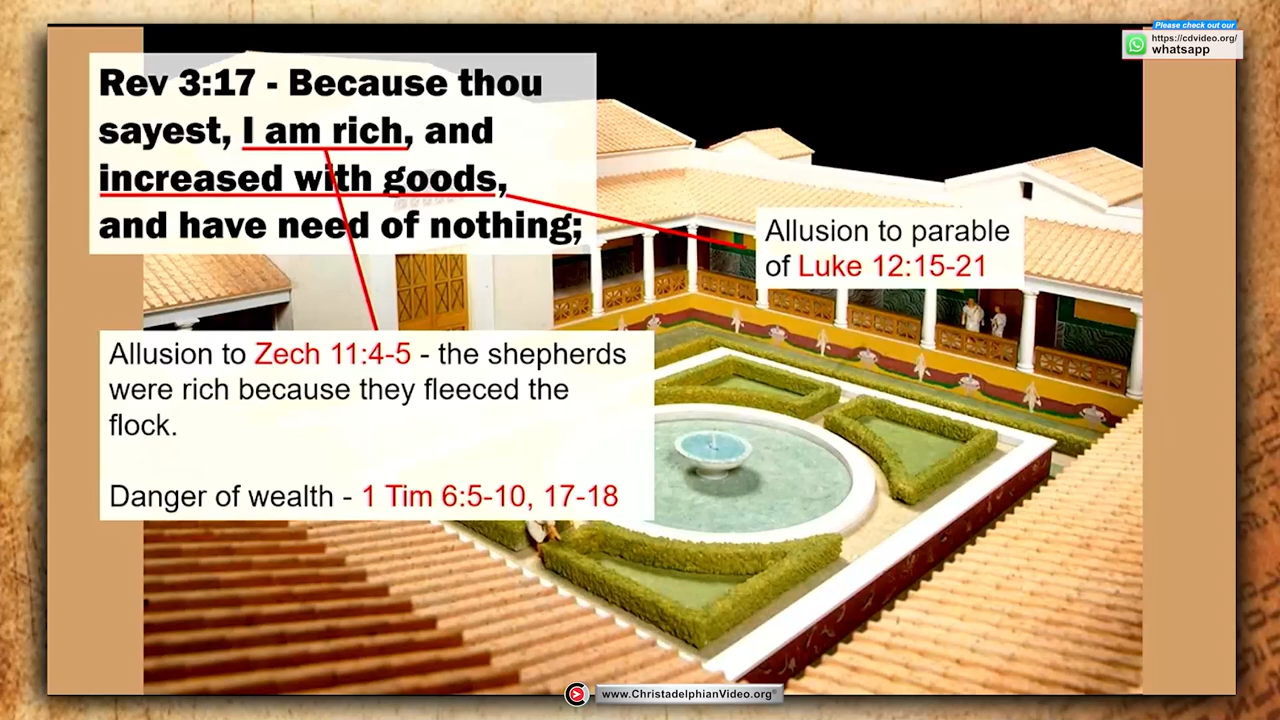 Please check out our
https://cdvideo.org/
whatsapp
Rev 3:17 - Because thou
sayest, I am rich, and
increased with goods,
and have need of nothing;
Allusion to parable
of Luke 12:15-21
Allusion to Zech 11:4-5 - the shepherds
were rich because they fleeced the
flock.
Danger of wealth - 1 Tim 6:5-10, 17-18
www.ChristadelphianVideo.org